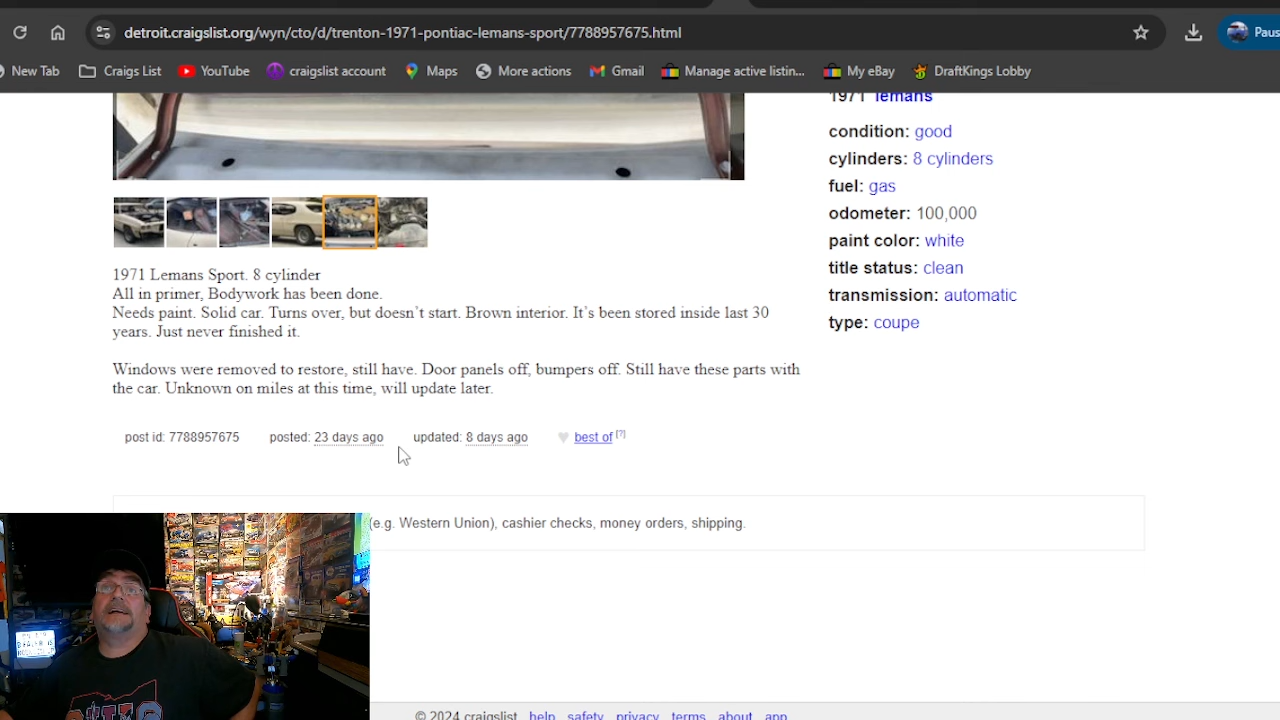 detroit.craigslist.org/wyn/cto/d/trenton-1971-pontiac-lemans-sport/7788957675.html
Paus
New Tab
Craigs List
YouTube
craigslist account
Maps
More actions
Gmail
Manage active listin...
My eBay
DraftKings Lobby
1971 lemans
condition: good
cylinders: 8 cylinders
fuel: gas
odometer: 100,000
paint color: white
title status: clean
transmission: automatic
type: coupe
1971 Lemans Sport. 8 cylinder
All in primer, Bodywork has been done.
Needs paint. Solid car. Turns over, but doesn't start. Brown interior. It's been stored inside last 30
years. Just never finished it.
Windows were removed to restore, still have. Door panels off, bumpers off. Still have these parts with
the car. Unknown on miles at this time, will update later.
post id: 7788957675 posted: 23 days ago updated: 8 days ago best of [?]
(e.g. Western Union), cashier checks, money orders, shipping.
© 2024 craigslist help safety privacy terms about app